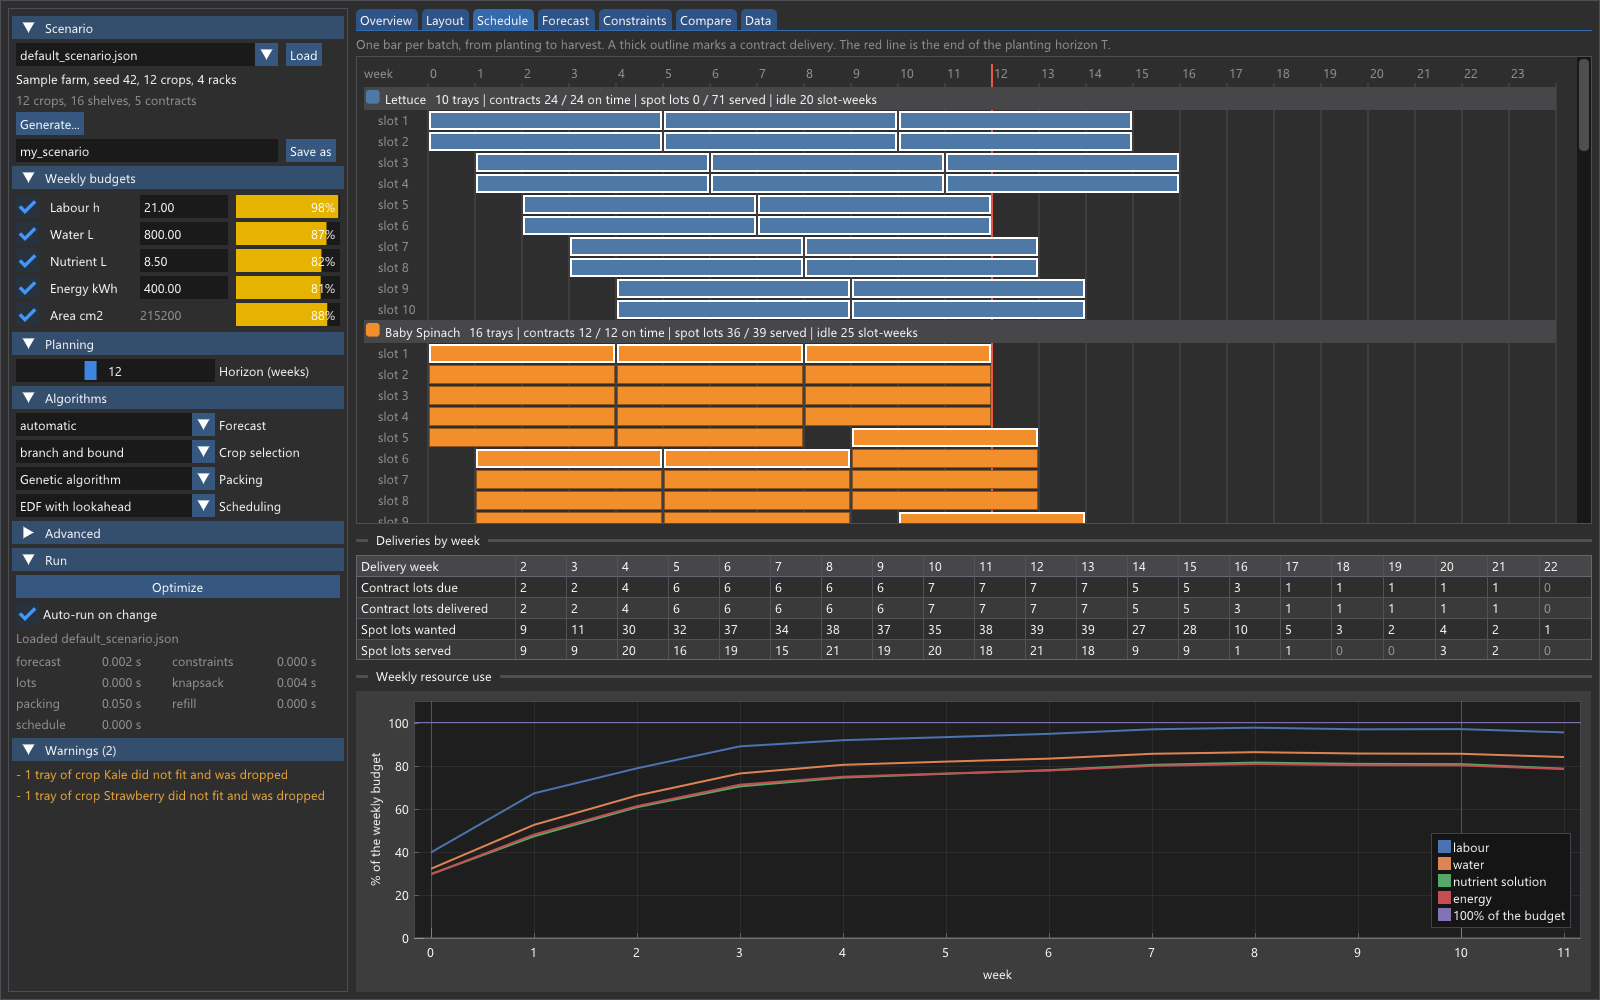 Scenario
default_scenario.json Load
Sample farm, seed 42, 12 crops, 4 racks
12 crops, 16 shelves, 5 contracts
Generate...
my_scenario Save as
Weekly budgets
Labour h 21.00 98%
Water L 800.00 87%
Nutrient L 8.50 82%
Energy kWh 400.00 81%
Area cm2 215200 88%
Planning
12 Horizon (weeks)
Algorithms
automatic Forecast
branch and bound Crop selection
Genetic algorithm Packing
EDF with lookahead Scheduling
Advanced
Run
Optimize
Auto-run on change
Loaded default_scenario.json
forecast 0.002 s constraints 0.000 s
lots 0.000 s knapsack 0.004 s
packing 0.050 s refill 0.000 s
schedule 0.000 s
Warnings (2)
- 1 tray of crop Kale did not fit and was dropped
- 1 tray of crop Strawberry did not fit and was dropped
Overview Layout Schedule Forecast Constraints Compare Data
One bar per batch, from planting to harvest. A thick outline marks a contract delivery. The red line is the end of the planting horizon T.
week 0 1 2 3 4 5 6 7 8 9 10 11 12 13 14 15 16 17 18 19 20 21 22 23
Lettuce 10 trays | contracts 24 / 24 on time | spot lots 0 / 71 served | idle 20 slot-weeks
slot 1
slot 2
slot 3
slot 4
slot 5
slot 6
slot 7
slot 8
slot 9
slot 10
Baby Spinach 16 trays | contracts 12 / 12 on time | spot lots 36 / 39 served | idle 25 slot-weeks
slot 1
slot 2
slot 3
slot 4
slot 5
slot 6
slot 7
slot 8
slot 9
Deliveries by week
Delivery week 2 3 4 5 6 7 8 9 10 11 12 13 14 15 16 17 18 19 20 21 22
Contract lots due 2 2 4 6 6 6 6 6 7 7 7 7 5 5 3 1 1 1 1 1 0
Contract lots delivered 2 2 4 6 6 6 6 6 7 7 7 7 5 5 3 1 1 1 1 1 0
Spot lots wanted 9 11 30 32 37 34 38 37 35 38 39 39 27 28 10 5 3 2 4 2 1
Spot lots served 9 9 20 16 19 15 21 19 20 18 21 18 9 9 1 1 0 0 3 2 0
Weekly resource use
% of the weekly budget
100
80
60
40
20
0
0 1 2 3 4 5 6 7 8 9 10 11
week
labour
water
nutrient solution
energy
100% of the budget